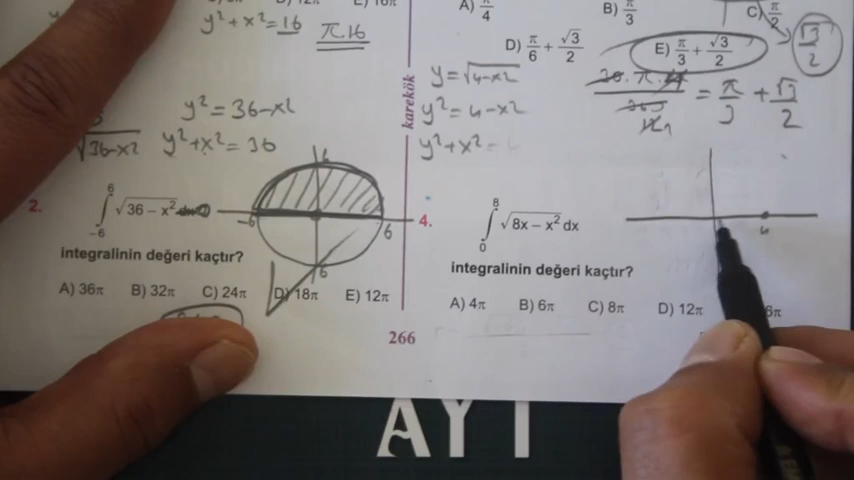 y² + x² = 16
π.16
A) π/4
B) π/3
C) π/2
D) π/6 + √3/2
E) π/3 + √3/2
√3/2
= π/3 + √3/2
y = √4-x²
y² = 4-x²
y² + x² =
karekök
y² = 36-x²
√36-x²
y² + x² = 36
2. ∫ 6 -6 √36 – x²
integralinin değeri kaçtır?
A) 36π B) 32π C) 24π D) 18π E) 12π
6
-6
6
6
4. ∫ 8 0 √8x – x² dx
integralinin değeri kaçtır?
A) 4π B) 6π C) 8π D) 12π
266
AYT